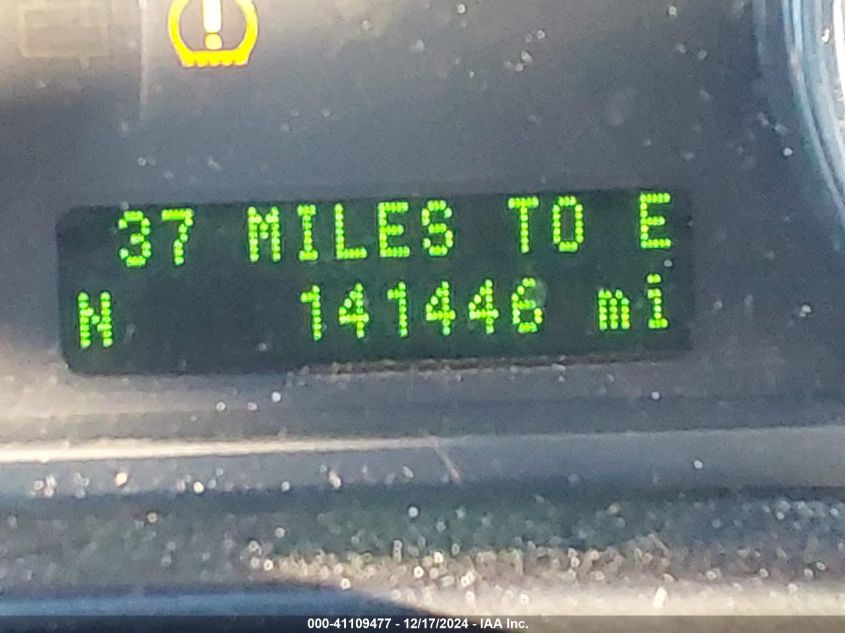 37 MILES TO E
N 141446 mi
000-41109477 - 12/17/2024 - IAA Inc.